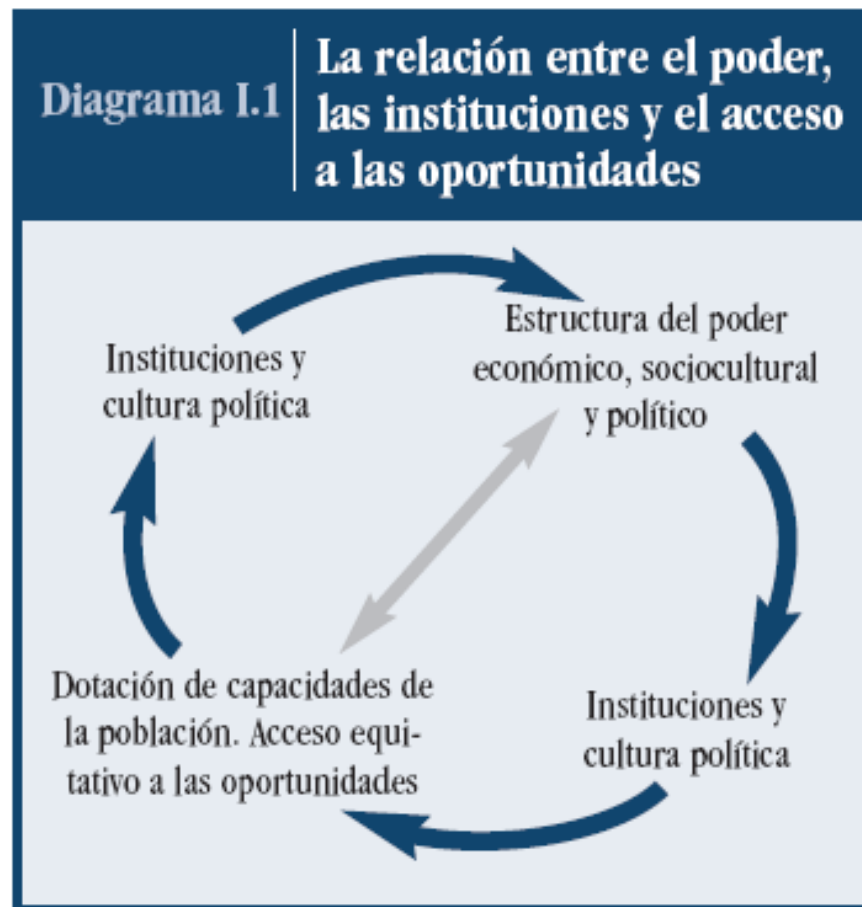 Diagrama I.1
La relación entre el poder,
las instituciones y el acceso
a las oportunidades
Instituciones y
cultura política
Estructura del poder
económico, sociocultural
y político
Dotación de capacidades de
la población. Acceso equi-
tativo a las oportunidades
Instituciones y
cultura política